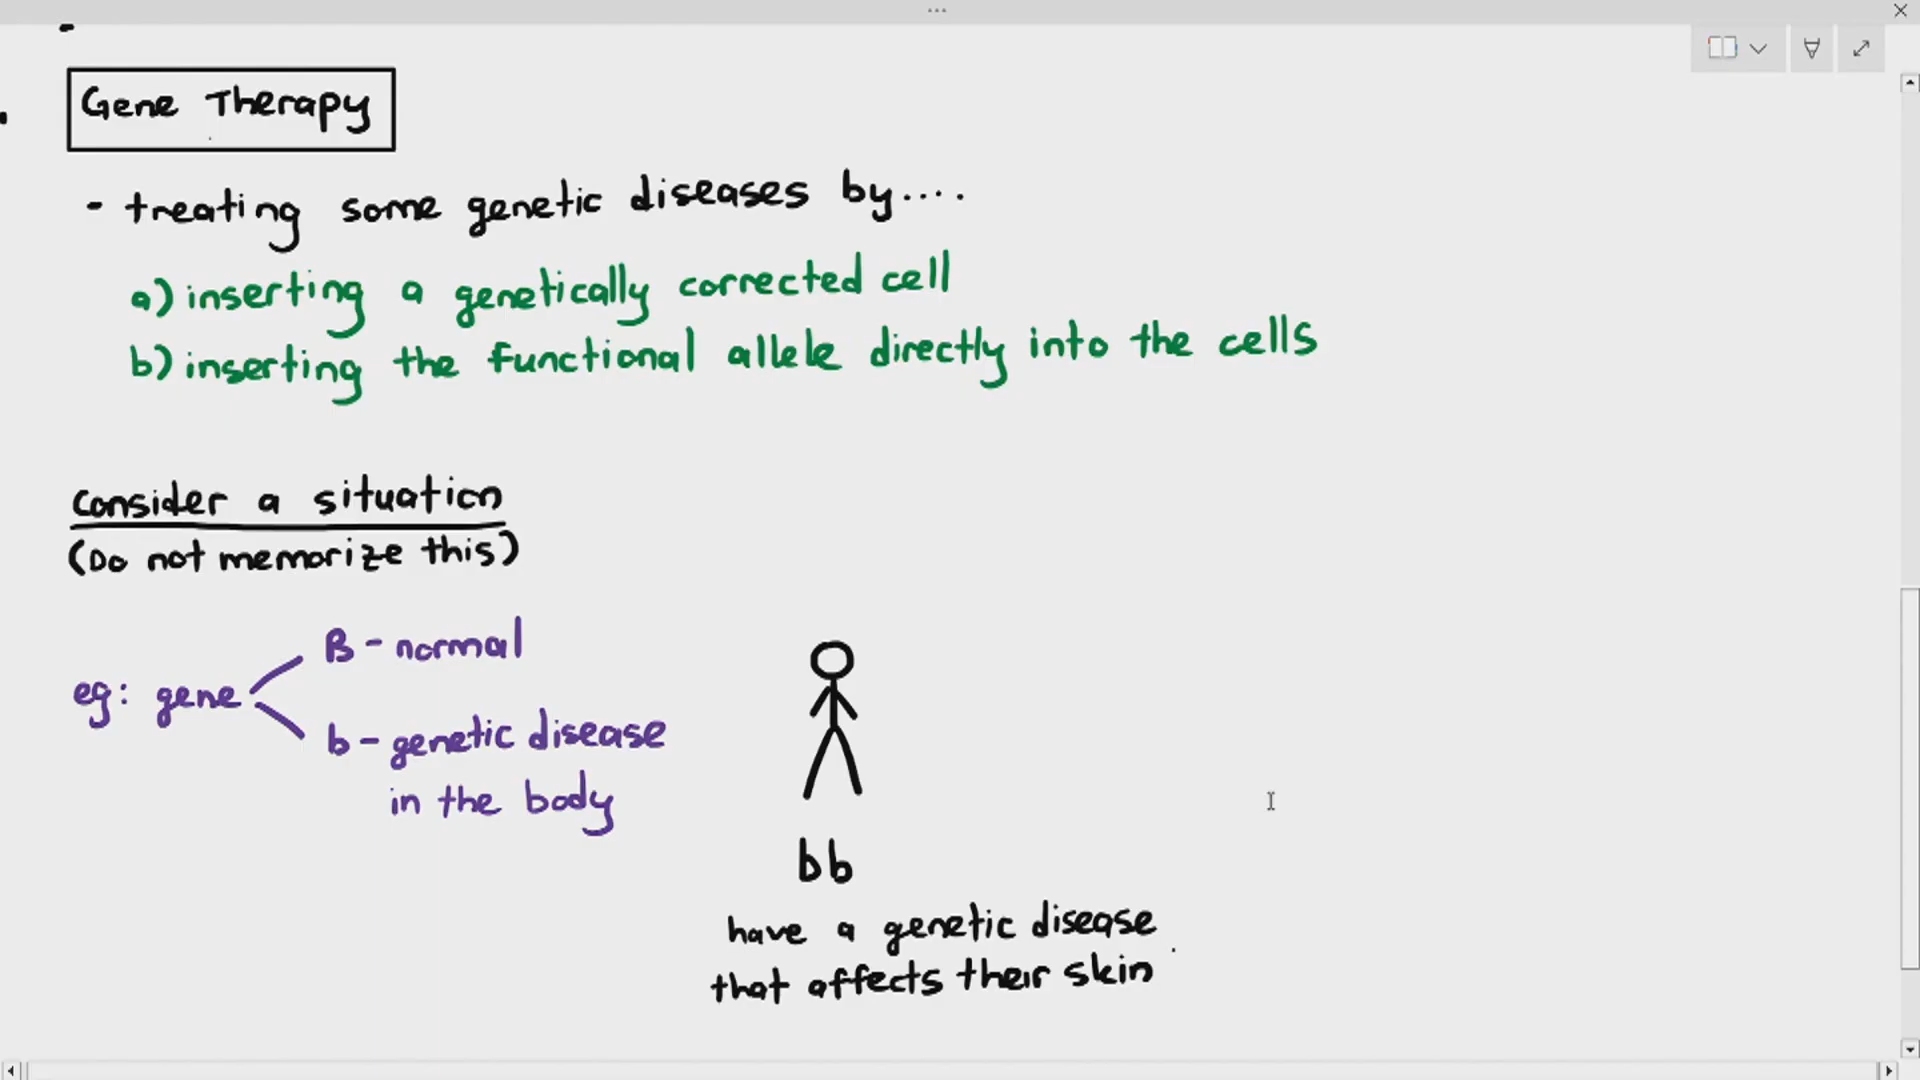 Gene Therapy
- treating some genetic diseases by....
a) inserting a genetically corrected cell
b) inserting the functional allele directly into the cells
Consider a situation
(Do not memorize this)
B - normal
eg: gene
b - genetic disease
in the body
bb
have a genetic disease
that affects their skin